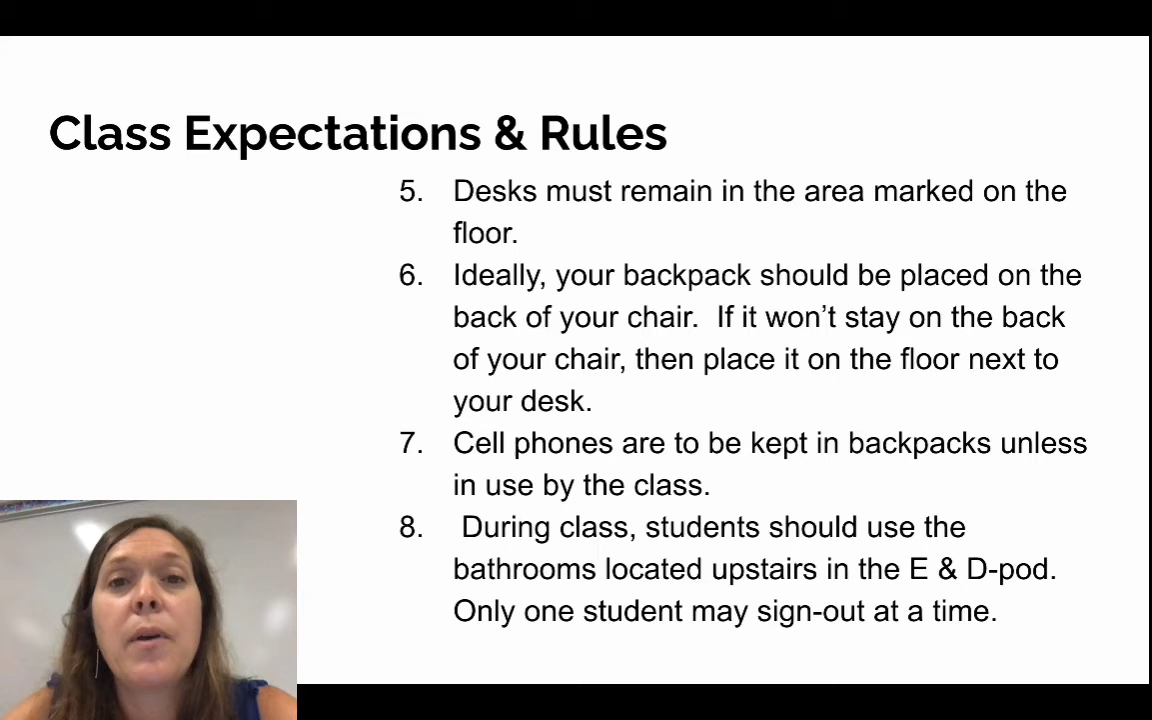 Class Expectations & Rules
5. Desks must remain in the area marked on the
floor.
6. Ideally, your backpack should be placed on the
back of your chair.  If it won't stay on the back
of your chair, then place it on the floor next to
your desk.
7. Cell phones are to be kept in backpacks unless
in use by the class.
8. During class, students should use the
bathrooms located upstairs in the E & D-pod.
Only one student may sign-out at a time.